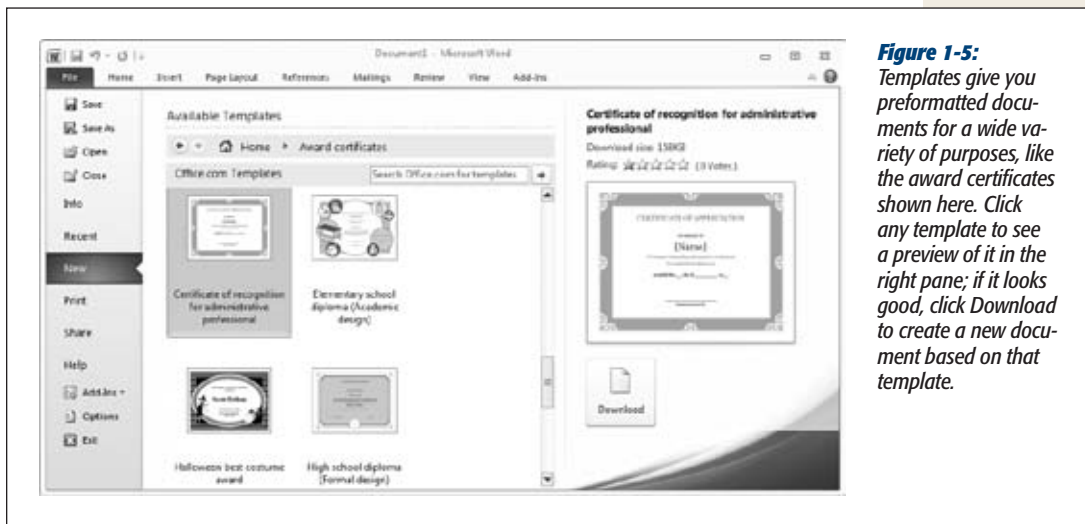 Document2 - Microsoft Word
File Home Insert Page Layout References Mailings Review View Add-Ins
Save
Save As
Open
Close
Info
Recent
New
Print
Share
Help
Add-Ins
Options
Exit
Available Templates
Home Award certificates
Office.com Templates
Search Office.com for templates
Certificate of recognition
for administrative
professional
Elementary school
diploma (Academic
design)
Halloween best costume
award
High school diploma
(Formal design)
Certificate of recognition for administrative
professional
Download size: 158KB
Rating: (0 Votes)
CERTIFICATE OF APPRECIATION
[Name]
Download
Figure 1-5:
Templates give you
preformatted docu-
ments for a wide va-
riety of purposes, like
the award certificates
shown here. Click
any template to see
a preview of it in the
right pane; if it looks
good, click Download
to create a new docu-
ment based on that
template.